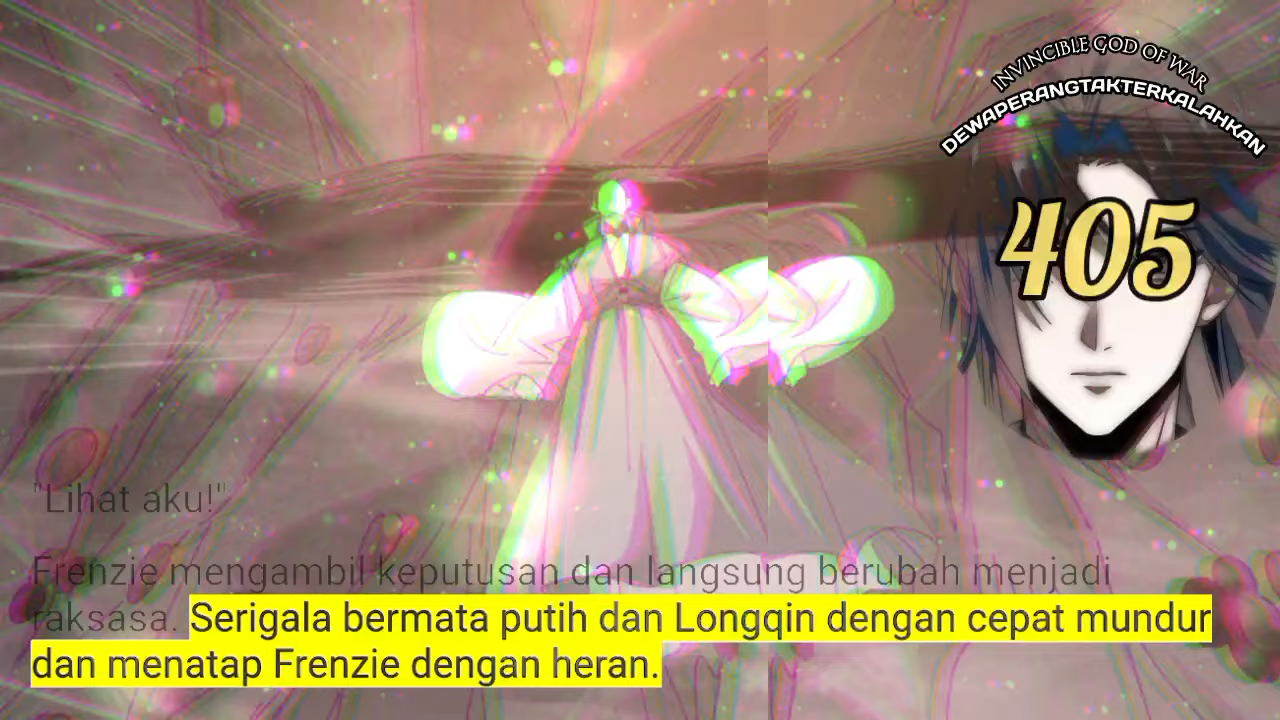 INVINCIBLE GOD OF WAR
DEWAPERANGTAKTERKALAHKAN
405
"Lihat aku!"
Frenzie mengambil keputusan dan langsung berubah menjadi
raksasa. Serigala bermata putih dan Longqin dengan cepat mundur
dan menatap Frenzie dengan heran.